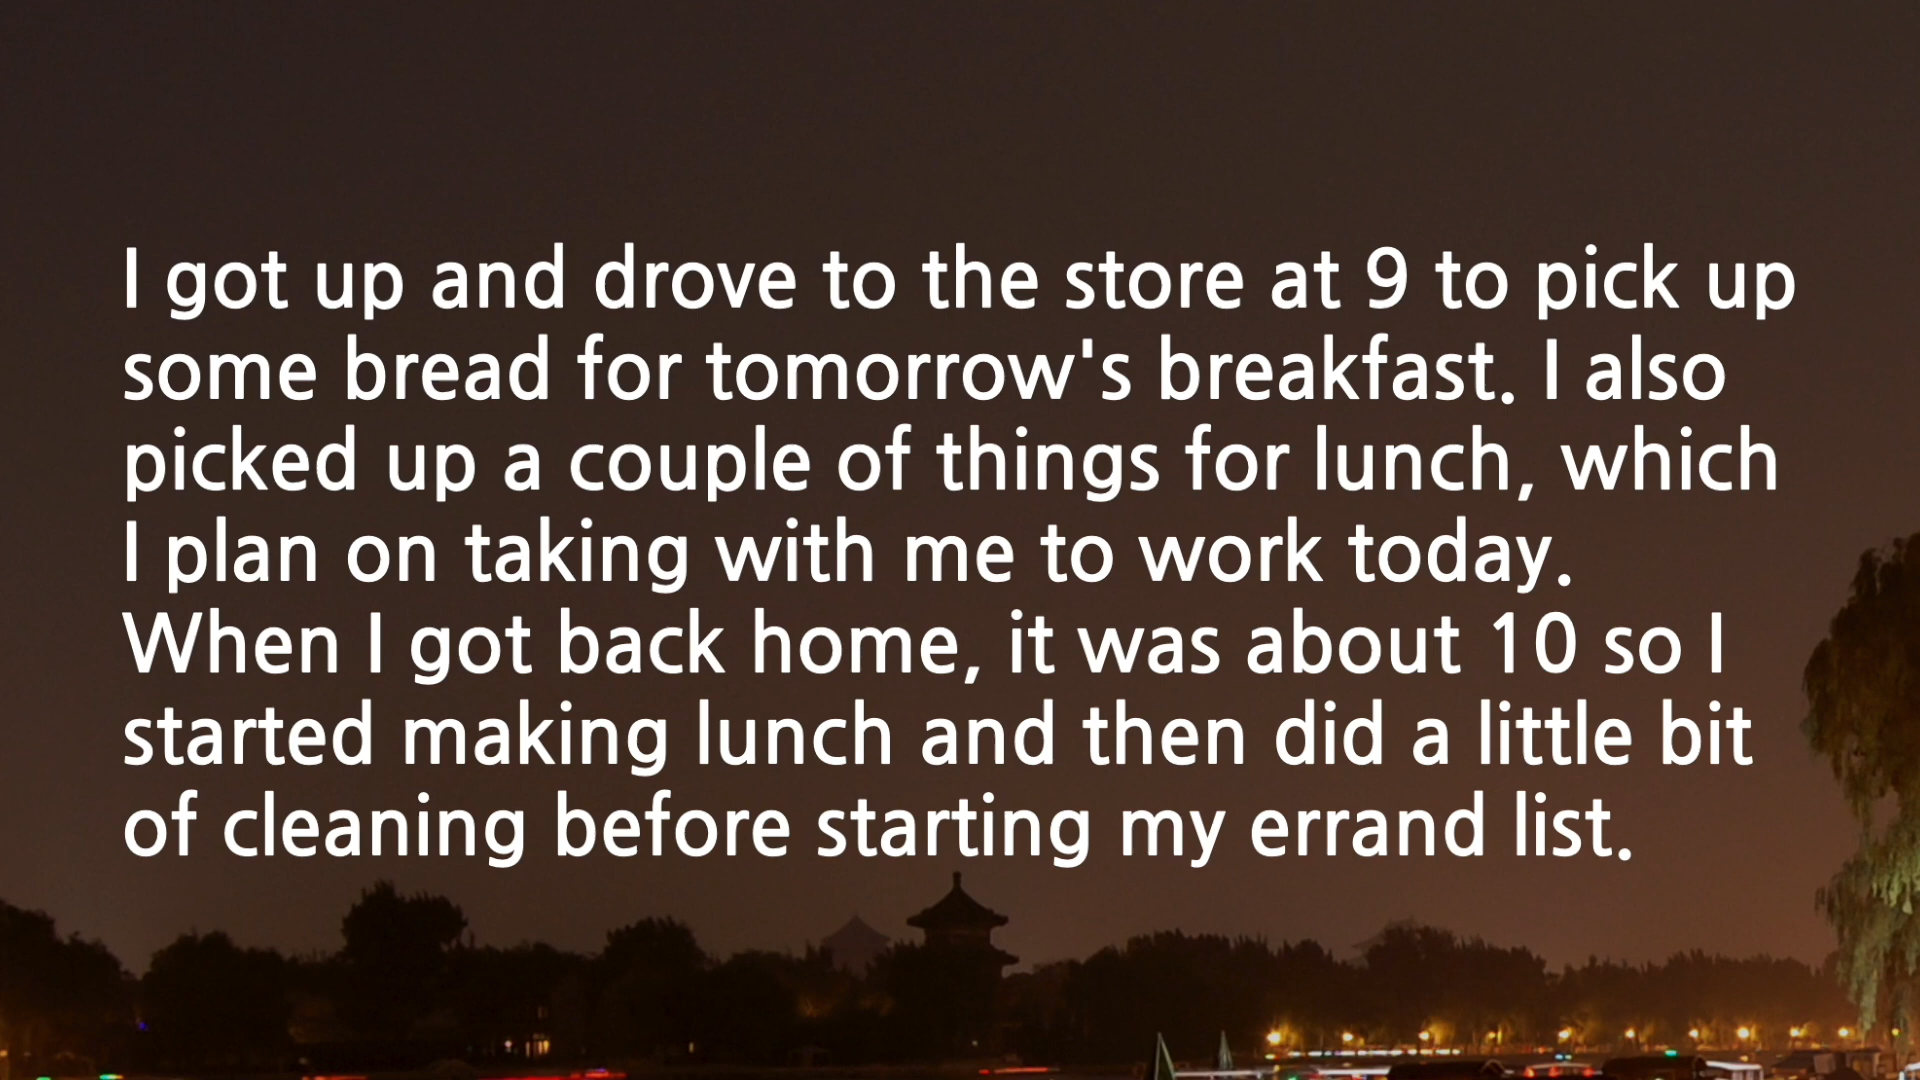 I got up and drove to the store at 9 to pick up
some bread for tomorrow's breakfast. I also
picked up a couple of things for lunch, which
I plan on taking with me to work today.
When I got back home, it was about 10 so I
started making lunch and then did a little bit
of cleaning before starting my errand list.